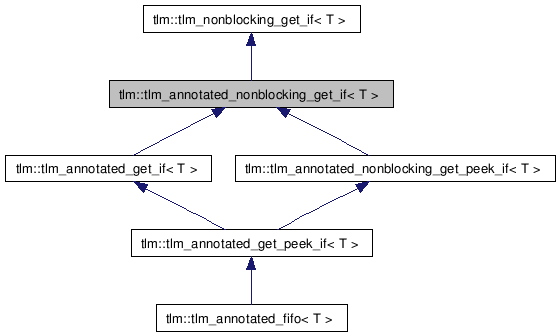 tlm::tlm_nonblocking_get_if< T >
tlm::tlm_annotated_nonblocking_get_if< T >
tlm::tlm_annotated_get_if< T >
tlm::tlm_annotated_nonblocking_get_peek_if< T >
tlm::tlm_annotated_get_peek_if< T >
tlm::tlm_annotated_fifo< T >